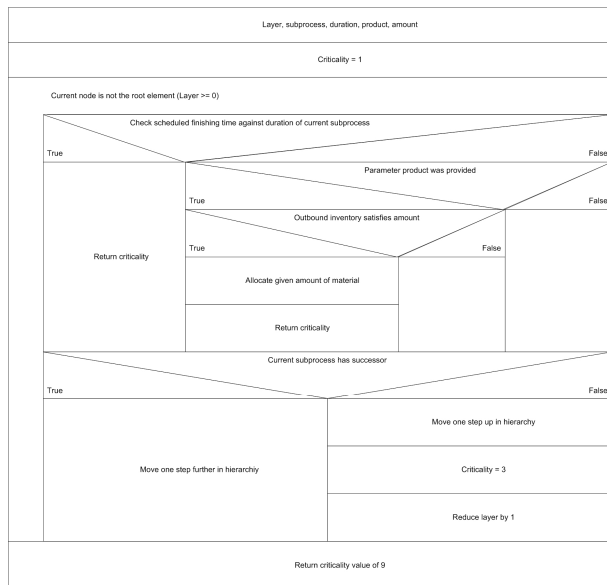 Layer, subprocess, duration, product, amount
Criticality = 1
Current node is not the root element (Layer >= 0)
Check scheduled finishing time against duration of current subprocess
True
False
Parameter product was provided
True
False
Outbound inventory satisfies amount
True
False
Return criticality
Allocate given amount of material
Return criticality
Current subprocess has successor
True
False
Move one step further in hierarchiy
Move one step up in hierarchy
Criticality = 3
Reduce layer by 1
Return criticality value of 9